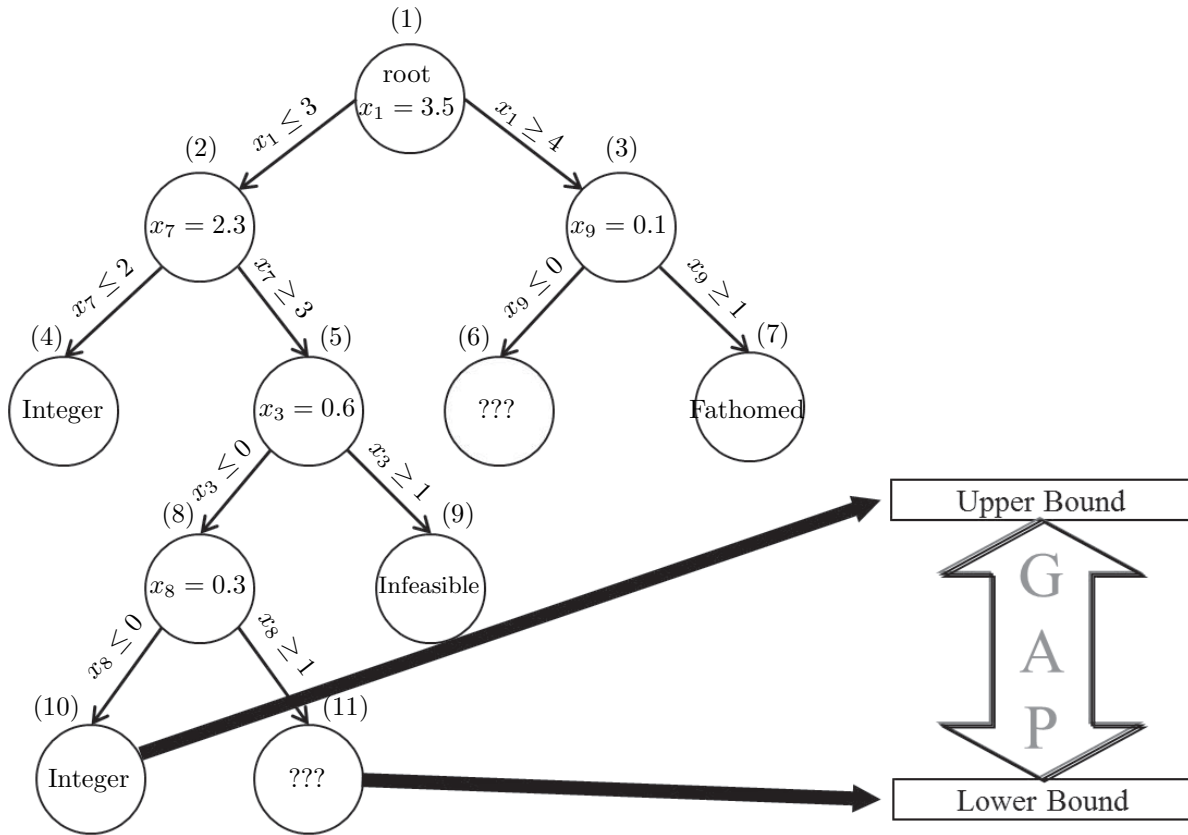 (1)
root
x₁ = 3.5
x₁ ≤ 3
x₁ ≥ 4
(2)
(3)
x₇ = 2.3
x₉ = 0.1
x₇ ≤ 2
x₇ ≥ 3
x₉ ≤ 0
x₉ ≥ 1
(4)
(5)
(6)
(7)
Integer
x₃ = 0.6
???
Fathomed
x₃ ≤ 0
x₃ ≥ 1
(8)
(9)
x₈ = 0.3
Infeasible
x₈ ≤ 0
x₈ ≥ 1
(10)
(11)
Integer
???
Upper Bound
G
A
P
Lower Bound